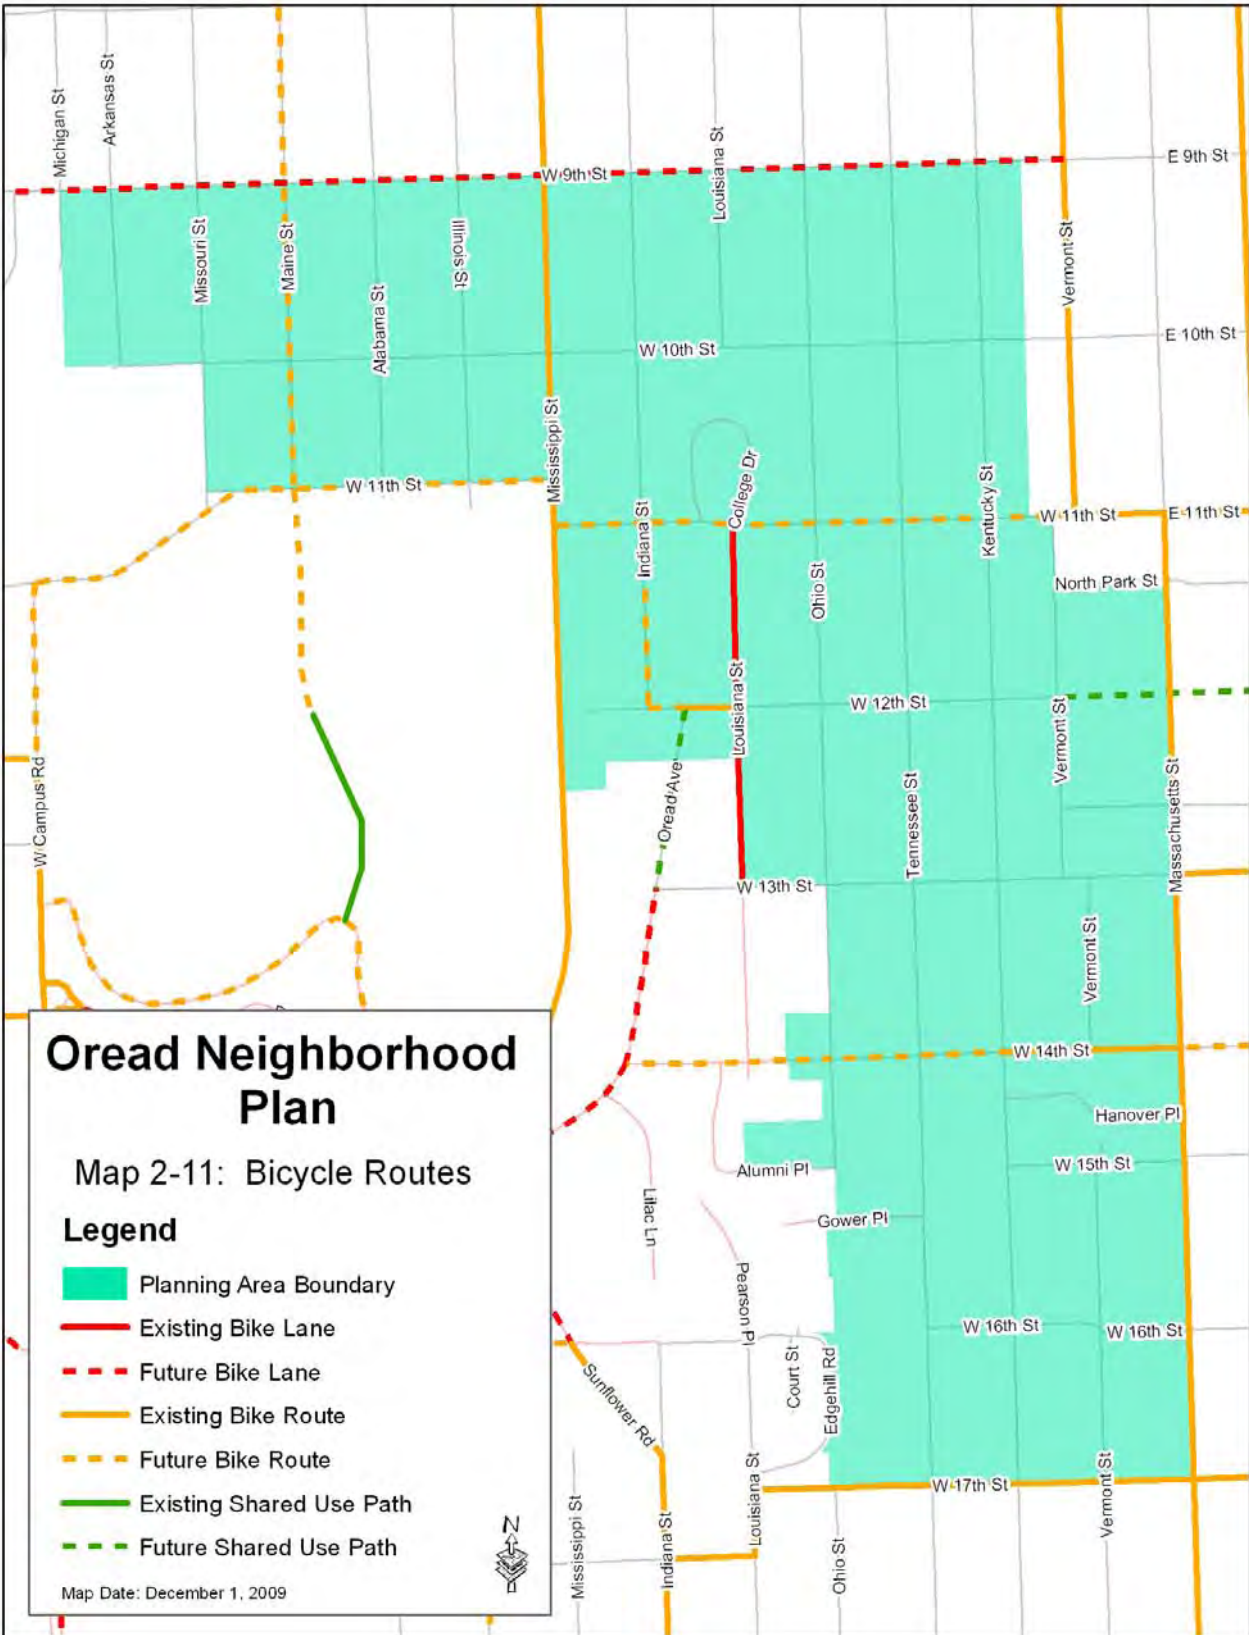 Michigan St
Arkansas St
Louisiana St
E 9th St
W 9th St
Missouri St
Maine St
Illinois St
Louisiana St
Vermont St
Alabama St
W 10th St
E 10th St
Mississippi St
College Dr
Kentucky St
W 11th St
Indiana St
W 11th St
E 11th St
Ohio St
North Park St
Louisiana St
W 12th St
Vermont St
W Campus Rd
Oread Ave
Tennessee St
Massachusetts St
W 13th St
Vermont St
W 14th St
Hanover Pl
W 15th St
Alumni Pl
Lilac Ln
Gower Pl
Pearson Pl
W 16th St
W 16th St
Court St
Edgehill Rd
Sunflower Rd
W 17th St
Louisiana St
Vermont St
Mississippi St
Indiana St
Ohio St
Oread Neighborhood
Plan
Map 2-11: Bicycle Routes
Legend
Planning Area Boundary
Existing Bike Lane
Future Bike Lane
Existing Bike Route
Future Bike Route
Existing Shared Use Path
Future Shared Use Path
N
Map Date: December 1, 2009